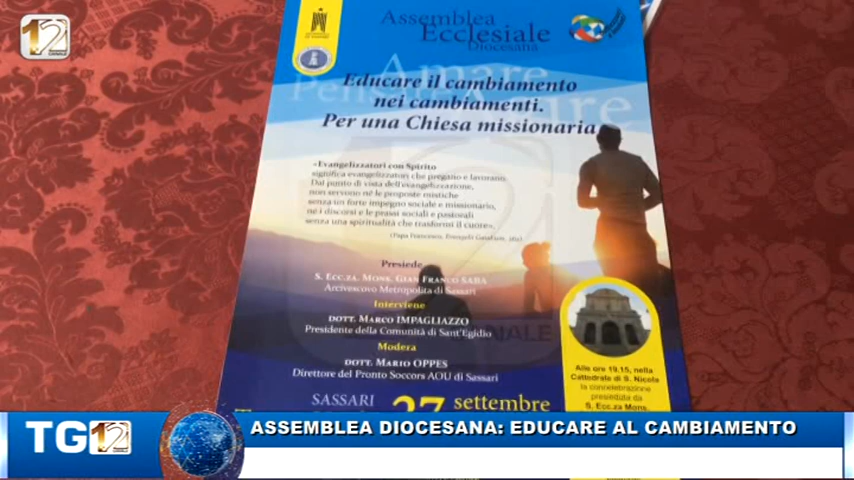 12
Assemblea
Ecclesiale
Diocesana
Amare
Educare il cambiamento
nei cambiamenti.
Per una Chiesa missionaria
«Evangelizzatori con Spirito
significa evangelizzatori che pregano e lavorano.
Dal punto di vista dell'evangelizzazione,
non servono né le proposte mistiche
senza un forte impegno sociale e missionario,
né i discorsi e le prassi sociali e pastorali
senza una spiritualità che trasformi il cuore».
(Papa Francesco, Evangelii Gaudium,
Presiede
S. Ecc.za. Mons. Gian Franco SABA
Arcivescovo Metropolita di Sassari
Interviene
DOTT. Marco IMPAGLIAZZO
Presidente della Comunità di Sant'Egidio
Modera
DOTT. Mario OPPES
Direttore del Pronto Soccors AOU di Sassari
SASSARI
27 settembre
Alle ore 19.15, nella
Cattedrale di S. Nicola
la concelebrazione
presieduta da
S. Ecc.za Mons.
TG12
ASSEMBLEA DIOCESANA: EDUCARE AL CAMBIAMENTO